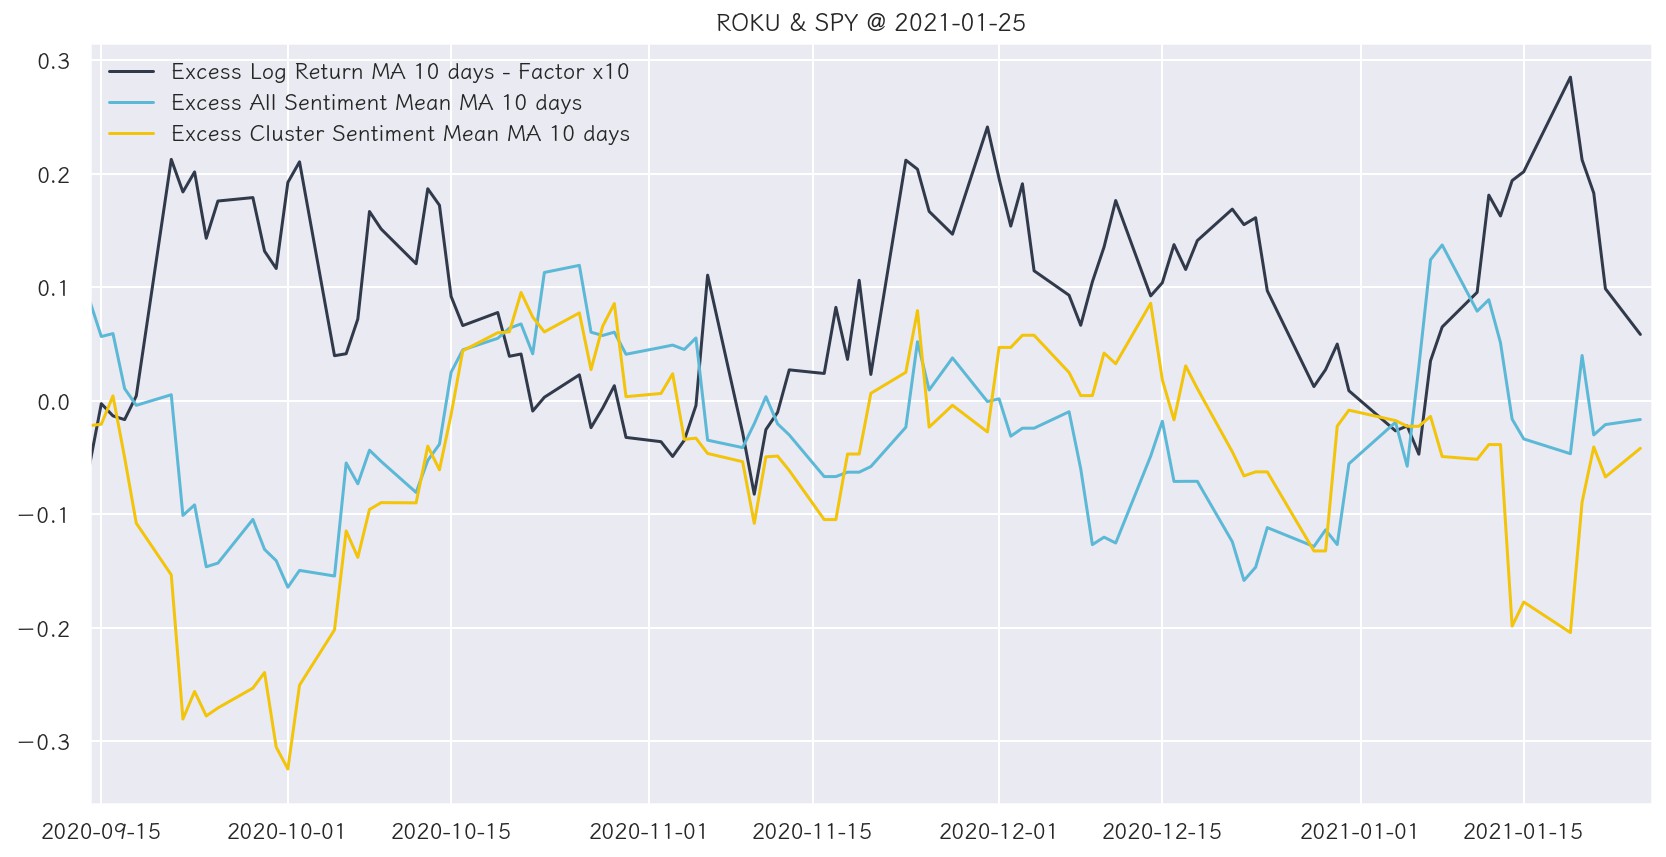 ROKU & SPY @ 2021-01-25
Excess Log Return MA 10 days - Factor x10
Excess All Sentiment Mean MA 10 days
Excess Cluster Sentiment Mean MA 10 days
0.3
0.2
0.1
0.0
−0.1
−0.2
−0.3
2020-09-15 2020-10-01 2020-10-15 2020-11-01 2020-11-15 2020-12-01 2020-12-15 2021-01-01 2021-01-15